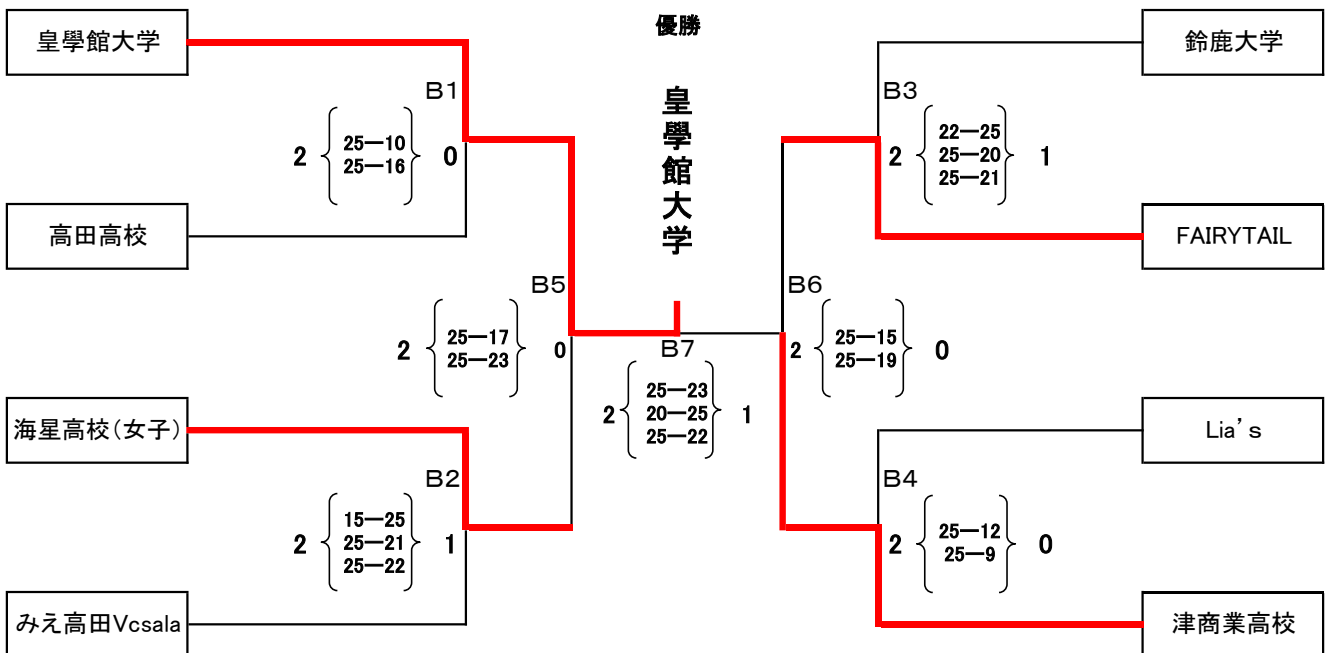 優勝
皇學館大学
皇學館大学
B1
2 25—10 0
25—16
高田高校
B5
2 25—17 0
25—23
海星高校(女子)
B2
2 15—25 1
25—21
25—22
みえ高田Vcsala
B7
2 25—23 1
20—25
25—22
鈴鹿大学
B3
2 22—25 1
25—20
25—21
FAIRYTAIL
B6
2 25—15 0
25—19
Lia's
B4
2 25—12 0
25—9
津商業高校